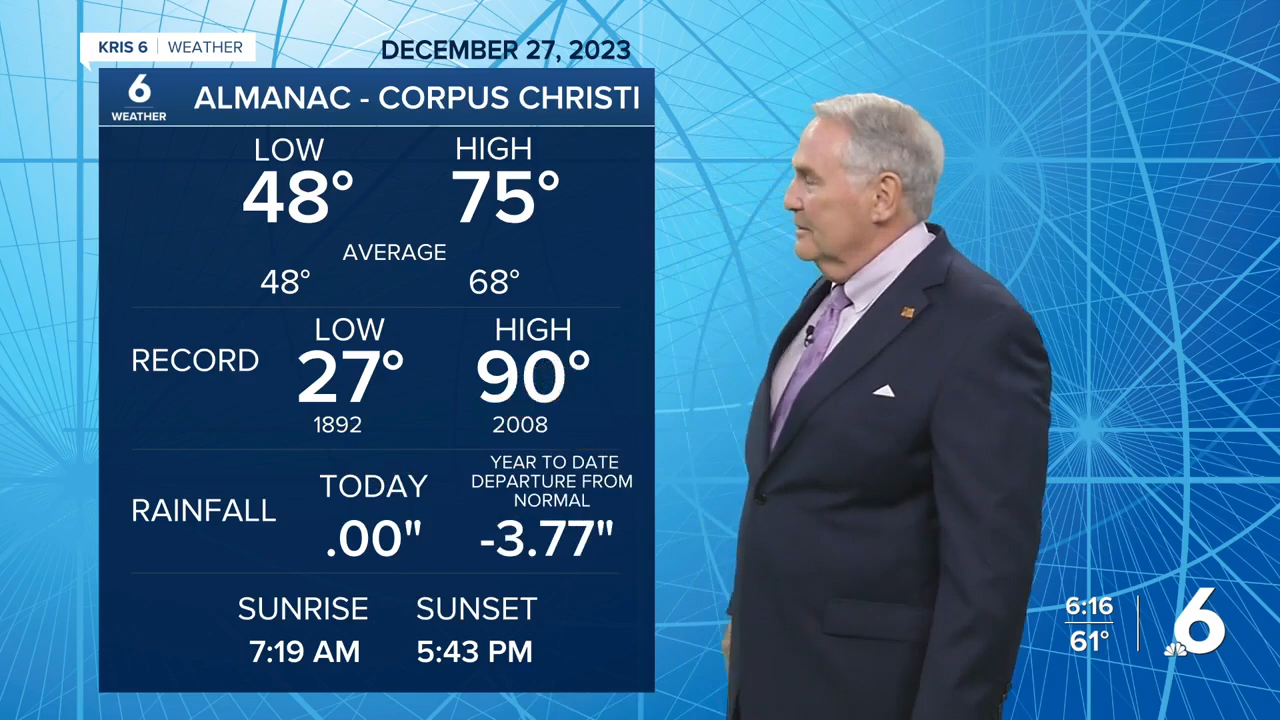 KRIS 6 WEATHER
DECEMBER 27, 2023
6
WEATHER
ALMANAC - CORPUS CHRISTI
LOW HIGH
48° 75°
AVERAGE
48° 68°
LOW HIGH
RECORD 27° 90°
1892 2008
RAINFALL
TODAY
.00"
YEAR TO DATE
DEPARTURE FROM
NORMAL
-3.77"
SUNRISE SUNSET
7:19 AM 5:43 PM
6:16
61°
6